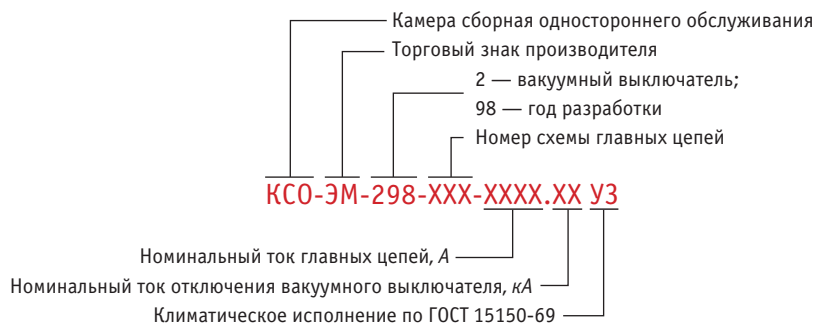 Камера сборная одностороннего обслуживания
Торговый знак производителя
2 — вакуумный выключатель;
98 — год разработки
Номер схемы главных цепей
КСО-ЭМ-298-ХХХ-ХХХХ.ХХ У3
Номинальный ток главных цепей, А
Номинальный ток отключения вакуумного выключателя, кА
Климатическое исполнение по ГОСТ 15150-69